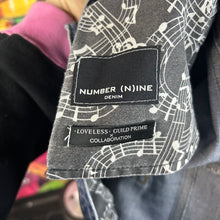 NUMBER (N)INE
DENIM
·LOVELESS· GUILD PRIME
COLLABORATION